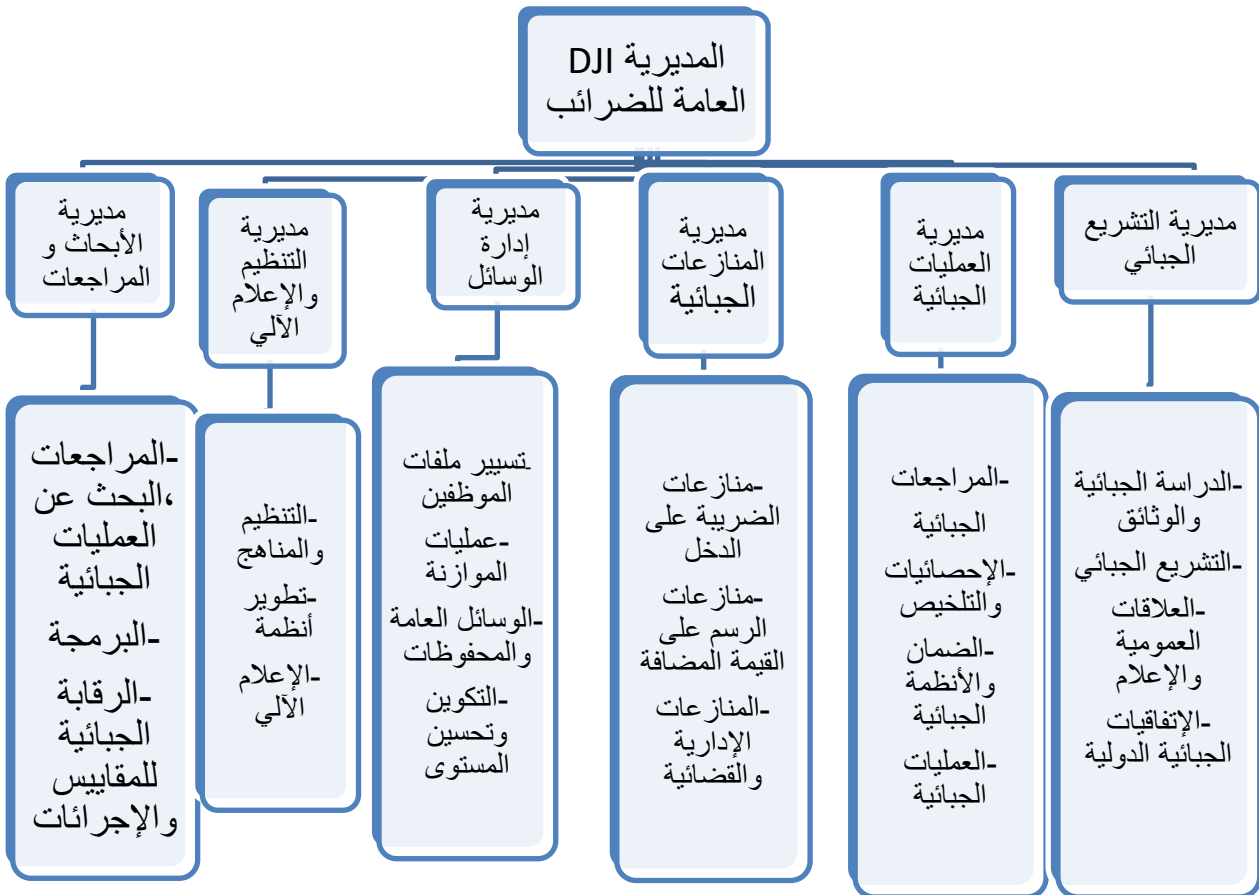 المديرية DJI
العامة للضرائب
مديرية التشريع
الجبائي
مديرية
العمليات
الجبائية
مديرية
المنازعات
الجبائية
مديرية
إدارة
الوسائل
مديرية
التنظيم
والإعلام
الآلي
مديرية
الأبحاث و
المراجعات
-الدراسة الجبائية
والوثائق
-التشريع الجبائي
-العلاقات
العمومية
والإعلام
-الإتفاقيات
الجبائية الدولية
-المراجعات
الجبائية
-الإحصائيات
والتلخيص
-الضمان
والأنظمة
الجبائية
-العمليات
الجبائية
-منازعات
الضريبة على
الدخل
-منازعات
الرسم على
القيمة المضافة
-المنازعات
الإدارية
والقضائية
-تسيير ملفات
الموظفين
-عمليات
الموازنة
-الوسائل العامة
والمحفوظات
-التكوين
وتحسين
المستوى
-التنظيم
والمناهج
-تطوير
أنظمة
-الإعلام
الآلي
-المراجعات
،البحث عن
العمليات
الجبائية
-البرمجة
-الرقابة
الجبائية
للمقاييس
والإجرائات